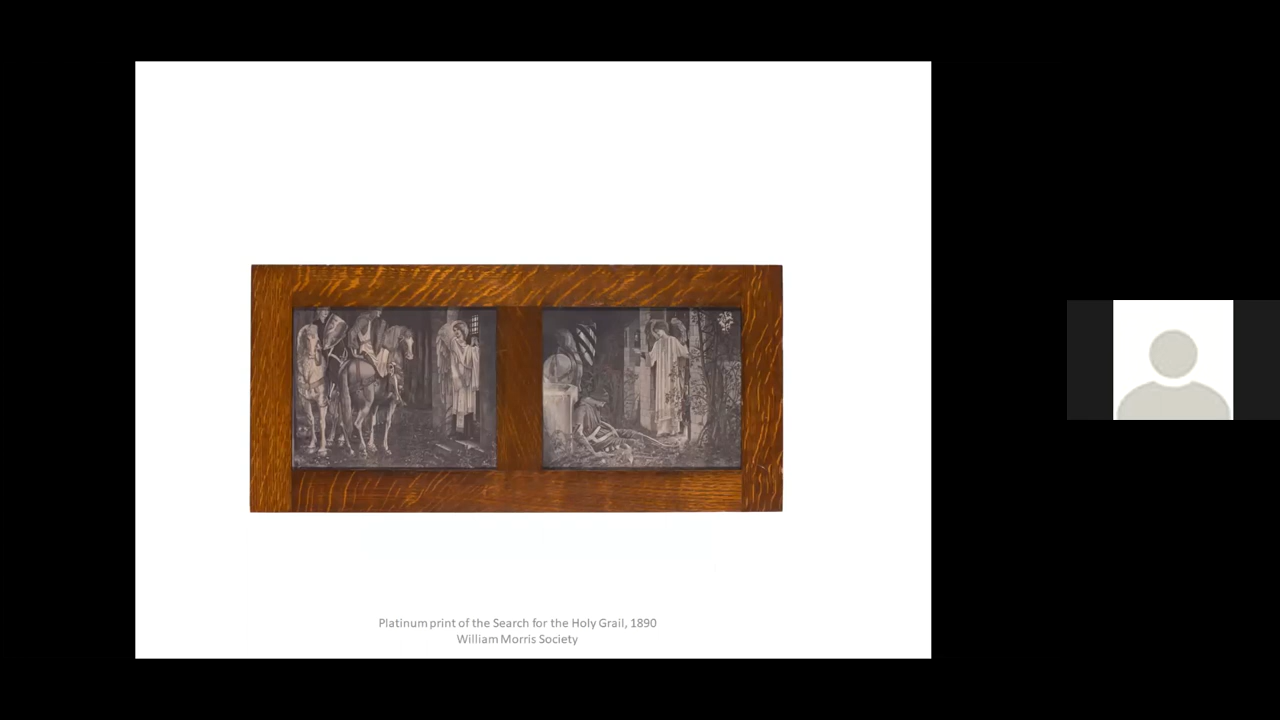 Platinum print of the Search for the Holy Grail, 1890
William Morris Society